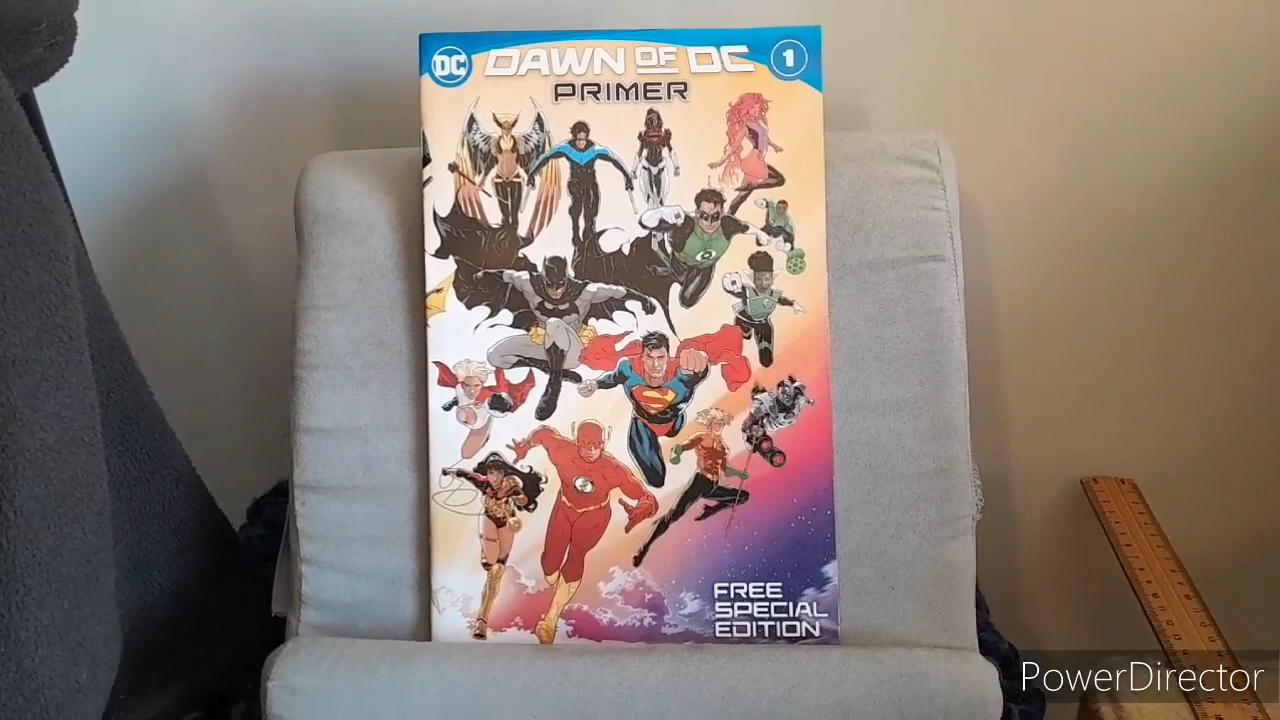 DC
DAWN OF DC
1
PRIMER
FREE
SPECIAL
EDITION
PowerDirector